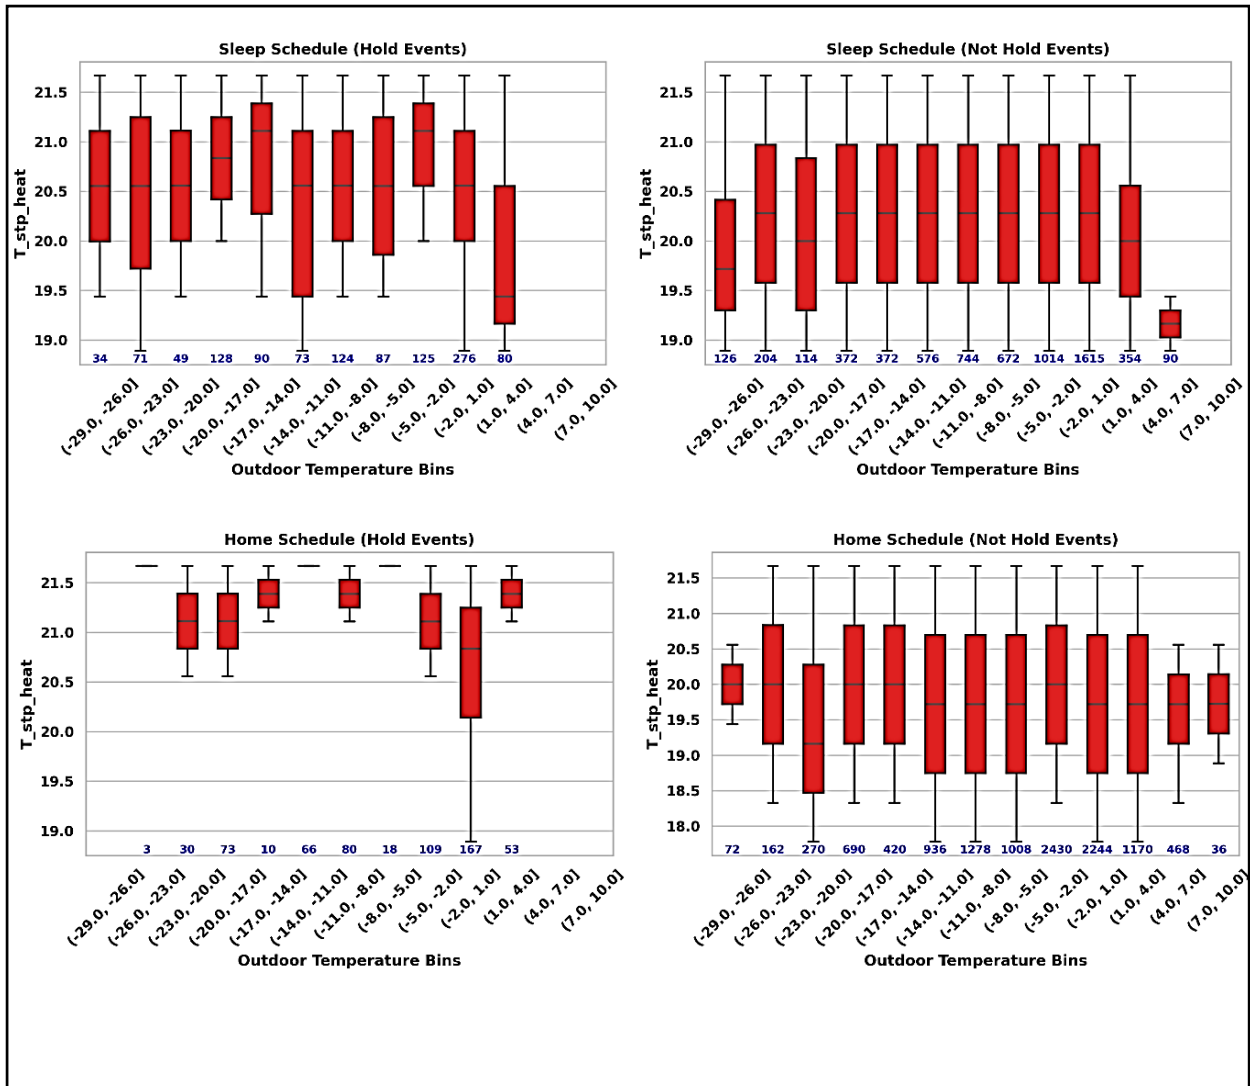 Sleep Schedule (Hold Events)
T_stp_heat
21.5
21.0
20.5
20.0
19.5
19.0
34 71 49 128 90 73 124 87 125 276 80
(-29.0, -26.0] (-26.0, -23.0] (-23.0, -20.0] (-20.0, -17.0] (-17.0, -14.0] (-14.0, -11.0] (-11.0, -8.0] (-8.0, -5.0] (-5.0, -2.0] (-2.0, 1.0] (1.0, 4.0] (4.0, 7.0] (7.0, 10.0]
Outdoor Temperature Bins
Sleep Schedule (Not Hold Events)
T_stp_heat
21.5
21.0
20.5
20.0
19.5
19.0
126 204 114 372 372 576 744 672 1014 1615 354 90
(-29.0, -26.0] (-26.0, -23.0] (-23.0, -20.0] (-20.0, -17.0] (-17.0, -14.0] (-14.0, -11.0] (-11.0, -8.0] (-8.0, -5.0] (-5.0, -2.0] (-2.0, 1.0] (1.0, 4.0] (4.0, 7.0] (7.0, 10.0]
Outdoor Temperature Bins
Home Schedule (Hold Events)
T_stp_heat
21.5
21.0
20.5
20.0
19.5
19.0
3 30 73 10 66 80 18 109 167 53
(-29.0, -26.0] (-26.0, -23.0] (-23.0, -20.0] (-20.0, -17.0] (-17.0, -14.0] (-14.0, -11.0] (-11.0, -8.0] (-8.0, -5.0] (-5.0, -2.0] (-2.0, 1.0] (1.0, 4.0] (4.0, 7.0] (7.0, 10.0]
Outdoor Temperature Bins
Home Schedule (Not Hold Events)
T_stp_heat
21.5
21.0
20.5
20.0
19.5
19.0
18.5
18.0
72 162 270 690 420 936 1278 1008 2430 2244 1170 468 36
(-29.0, -26.0] (-26.0, -23.0] (-23.0, -20.0] (-20.0, -17.0] (-17.0, -14.0] (-14.0, -11.0] (-11.0, -8.0] (-8.0, -5.0] (-5.0, -2.0] (-2.0, 1.0] (1.0, 4.0] (4.0, 7.0] (7.0, 10.0]
Outdoor Temperature Bins